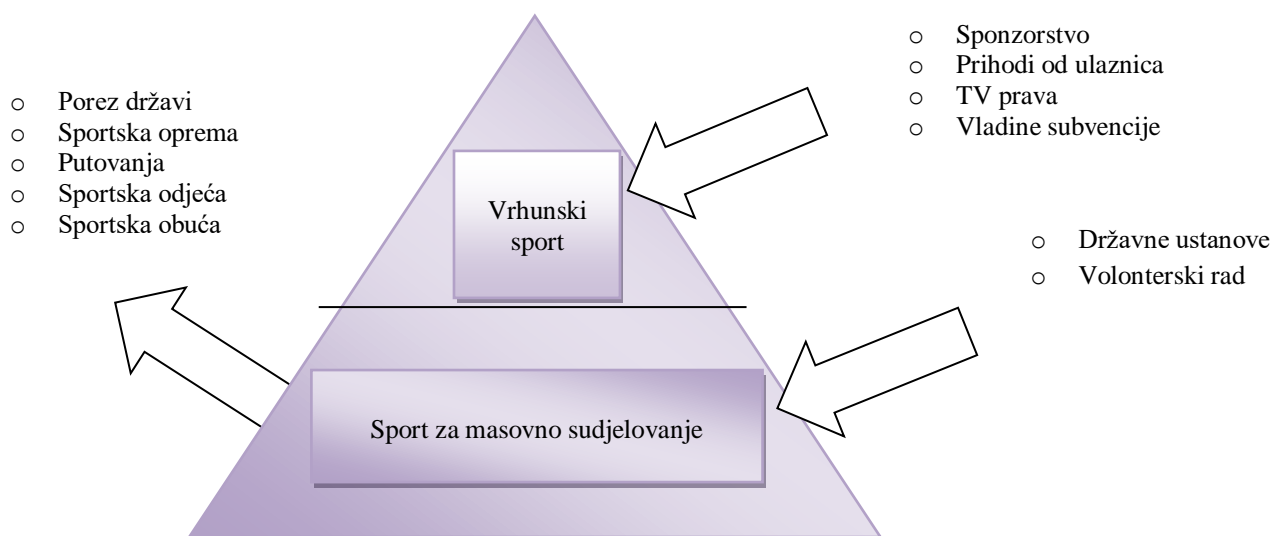 Porez državi
Sportska oprema
Putovanja
Sportska odjeća
Sportska obuća
Sponzorstvo
Prihodi od ulaznica
TV prava
Vladine subvencije
Vrhunski
sport
Državne ustanove
Volonterski rad
Sport za masovno sudjelovanje